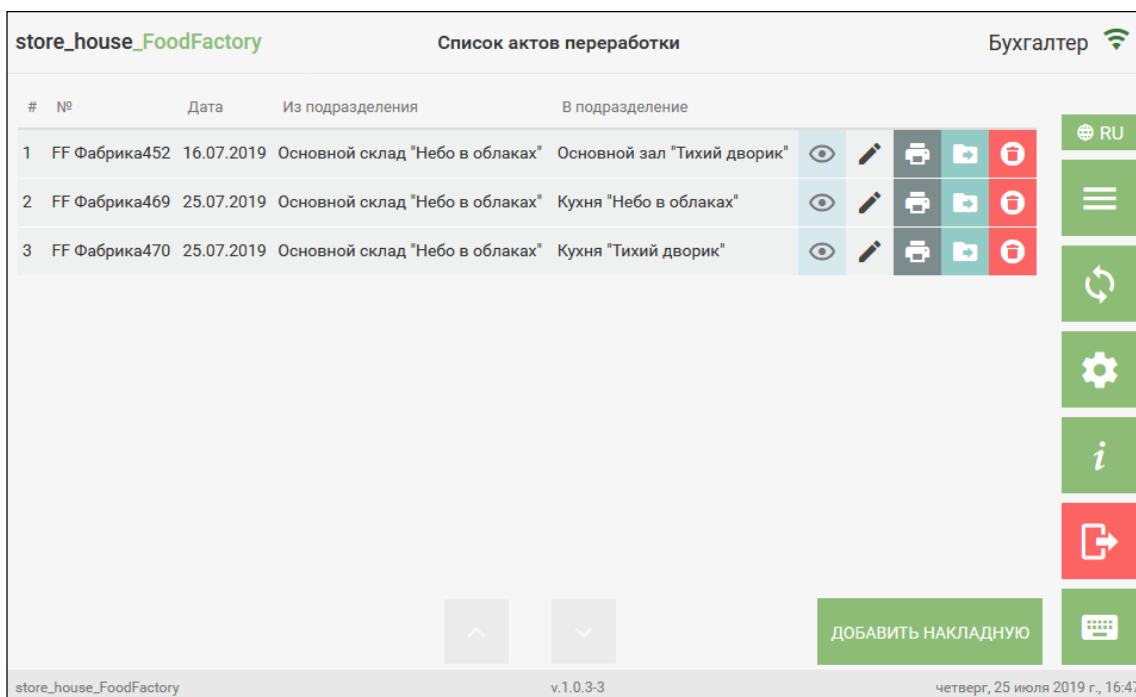 store_house_FoodFactory Список актов переработки Бухгалтер
# № Дата Из подразделения В подразделение
RU
1 FF Фабрика452 16.07.2019 Основной склад "Небо в облаках" Основной зал "Тихий дворик"
2 FF Фабрика469 25.07.2019 Основной склад "Небо в облаках" Кухня "Небо в облаках"
3 FF Фабрика470 25.07.2019 Основной склад "Небо в облаках" Кухня "Тихий дворик"
i
ДОБАВИТЬ НАКЛАДНУЮ
store_house_FoodFactory v.1.0.3-3 четверг, 25 июля 2019 г., 16:47